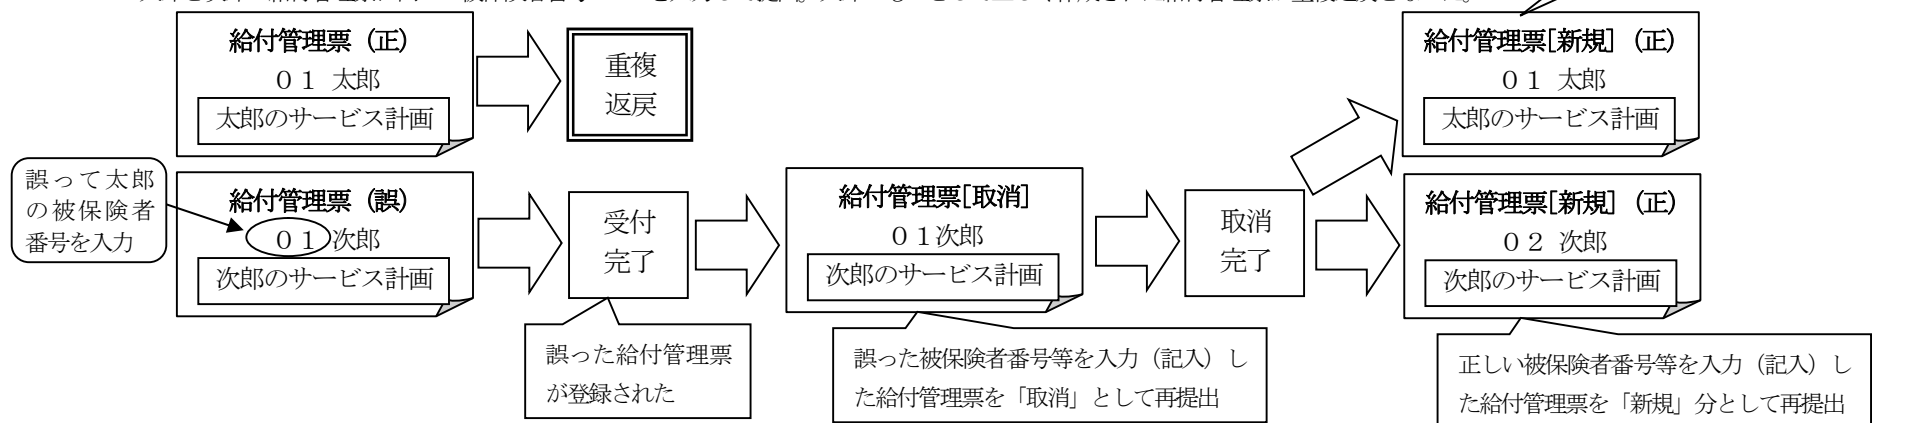 給付管理票（正）
０１ 太郎
太郎のサービス計画
重複
返戻
給付管理票[新規]（正）
０１ 太郎
太郎のサービス計画
誤って太郎
の被保険者
番号を入力
給付管理票（誤）
０１次郎
次郎のサービス計画
受付
完了
給付管理票[取消]
０１次郎
次郎のサービス計画
取消
完了
給付管理票[新規]（正）
０２ 次郎
次郎のサービス計画
誤った給付管理票
が登録された
誤った被保険者番号等を入力（記入）し
た給付管理票を「取消」として再提出
正しい被保険者番号等を入力（記入）し
た給付管理票を「新規」分として再提出